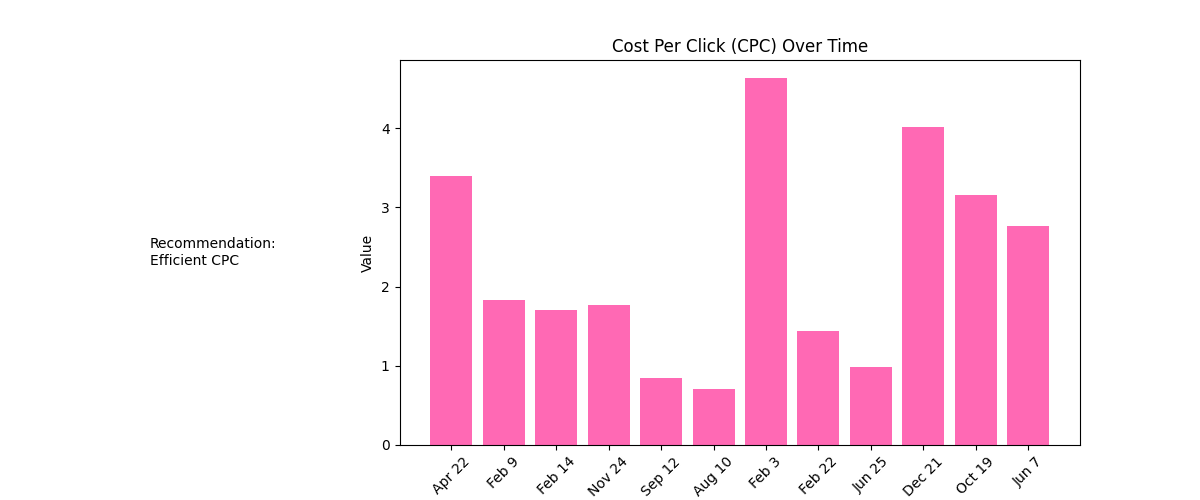 Cost Per Click (CPC) Over Time
Recommendation:
Efficient CPC
Value
4
3
2
1
0
Apr 22
Feb 9
Feb 14
Nov 24
Sep 12
Aug 10
Feb 3
Feb 22
Jun 25
Dec 21
Oct 19
Jun 7